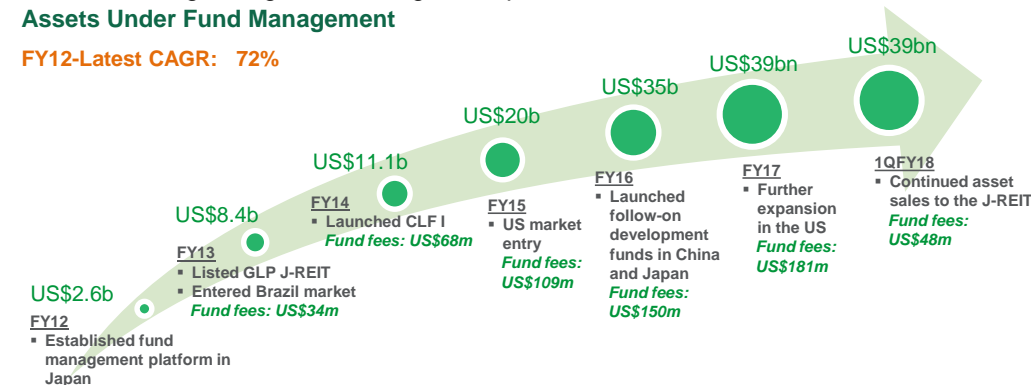 Assets Under Fund Management
FY12-Latest CAGR: 72%
US$2.6b
FY12
▪ Established fund
management platform in
Japan
US$8.4b
FY13
▪ Listed GLP J-REIT
▪ Entered Brazil market
Fund fees: US$34m
US$11.1b
FY14
▪ Launched CLF I
Fund fees: US$68m
US$20b
FY15
▪ US market
entry
Fund fees:
US$109m
US$35b
FY16
▪ Launched
follow-on
development
funds in China
and Japan
Fund fees:
US$150m
US$39bn
FY17
▪ Further
expansion
in the US
Fund fees:
US$181m
US$39bn
1QFY18
▪ Continued asset
sales to the J-REIT
Fund fees:
US$48m